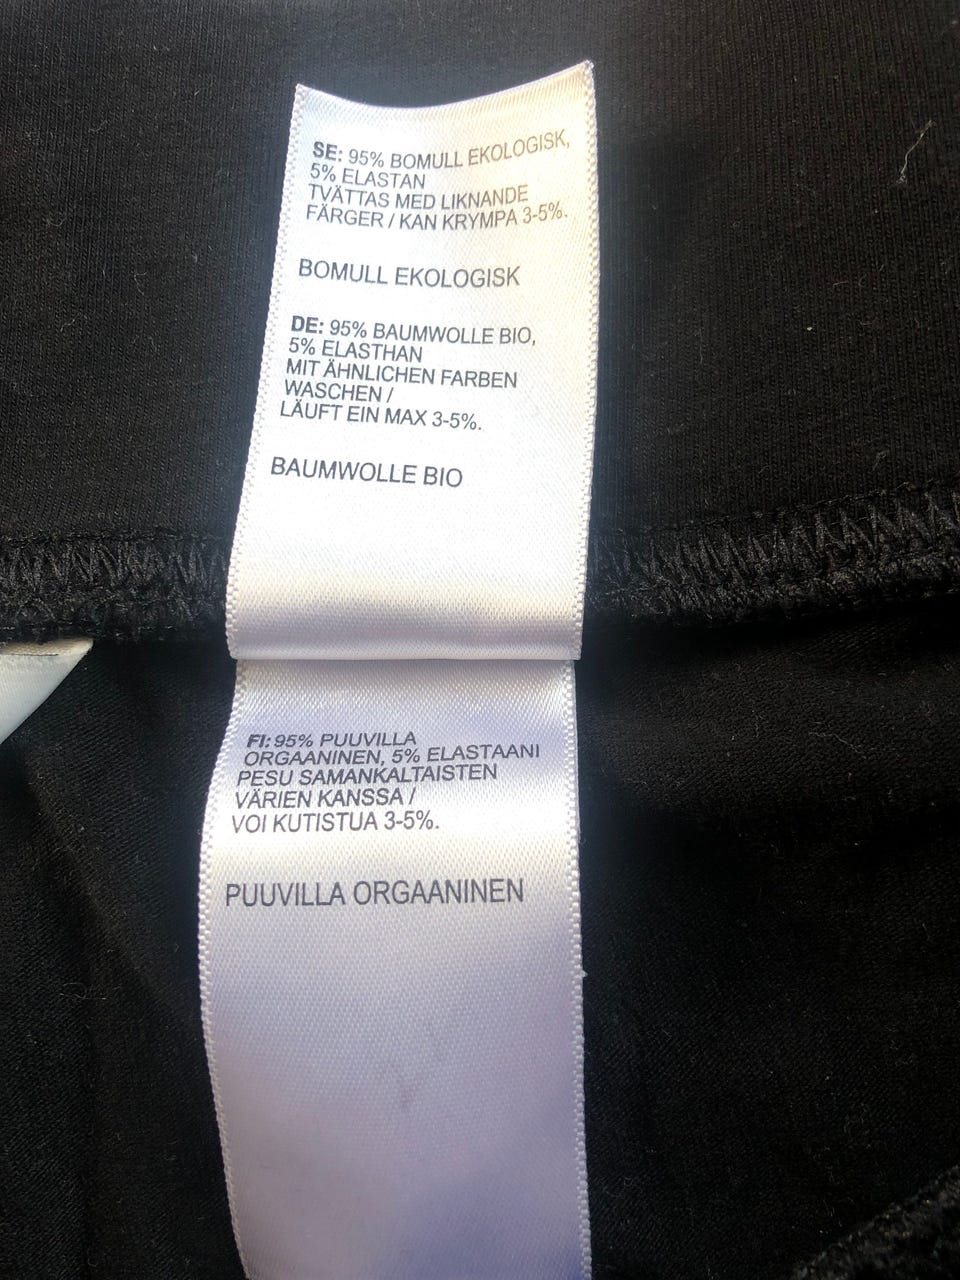 SE: 95% BOMULL EKOLOGISK,
5% ELASTAN
TVÄTTAS MED LIKNANDE
FÄRGER / KAN KRYMPA 3-5%.
BOMULL EKOLOGISK
DE: 95% BAUMWOLLE BIO,
5% ELASTHAN
MIT ÄHNLICHEN FARBEN
WASCHEN /
LÄUFT EIN MAX 3-5%.
BAUMWOLLE BIO
FI: 95% PUUVILLA
ORGAANINEN, 5% ELASTAANI
PESU SAMANKALTAISTEN
VÄRIEN KANSSA /
VOI KUTISTUA 3-5%.
PUUVILLA ORGAANINEN